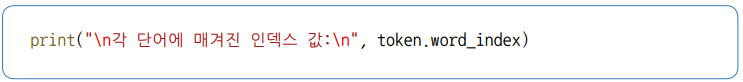 print("\n각 단어에 매겨진 인덱스 값:\n", token.word_index)